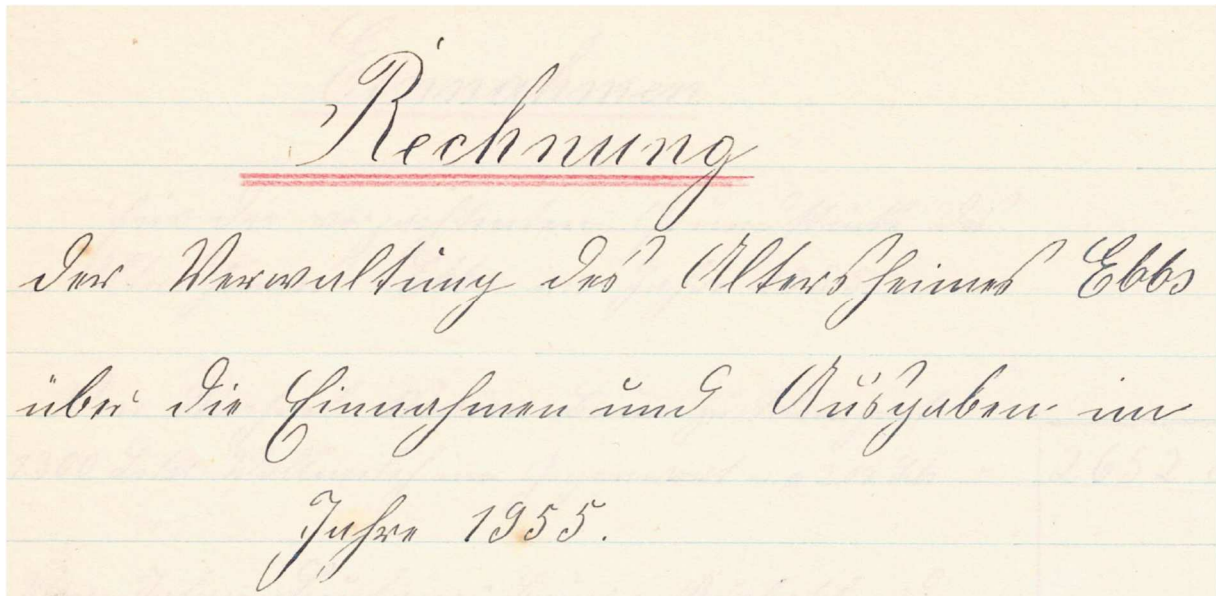 Rechnung
der Verwaltung des Altersheimes Ebbs
über die Einnahmen und Ausgaben im
Jahre 1955.